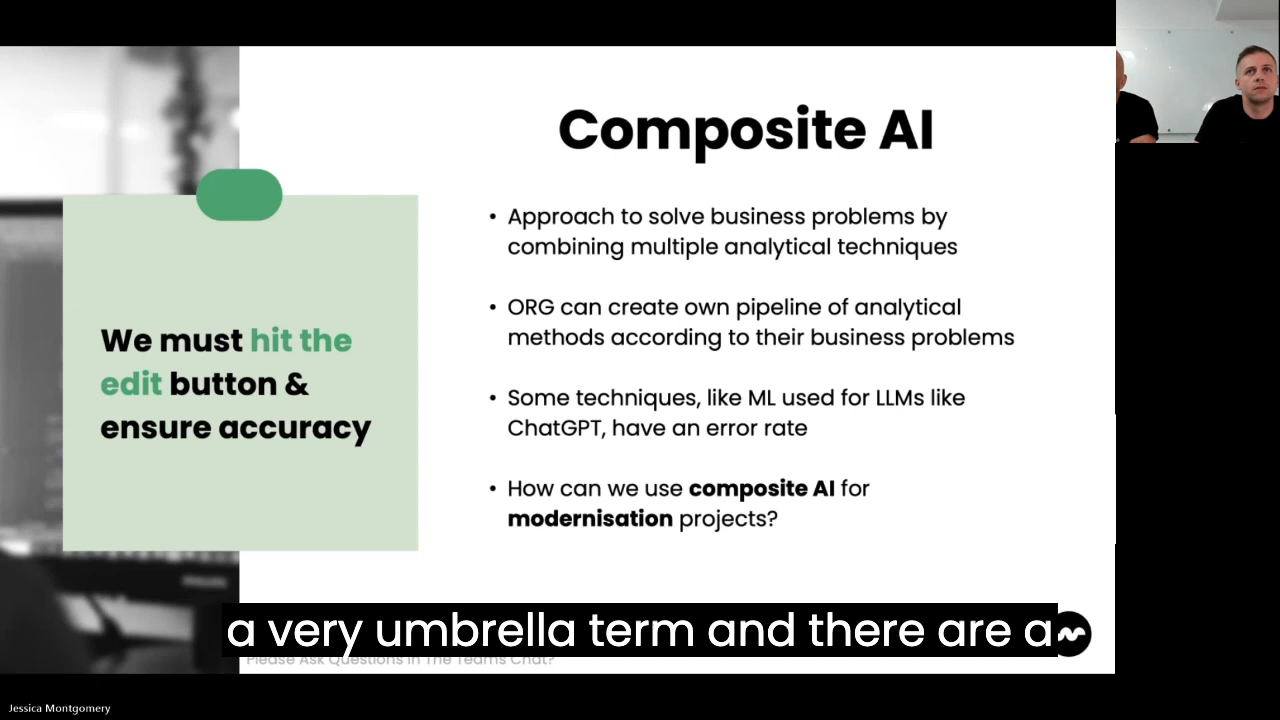 Composite AI
We must hit the
edit button &
ensure accuracy
• Approach to solve business problems by
combining multiple analytical techniques
• ORG can create own pipeline of analytical
methods according to their business problems
• Some techniques, like ML used for LLMs like
ChatGPT, have an error rate
• How can we use composite AI for
modernisation projects?
a very umbrella term and there are a
Please Ask Questions In The Teams Chat?
Jessica Montgomery